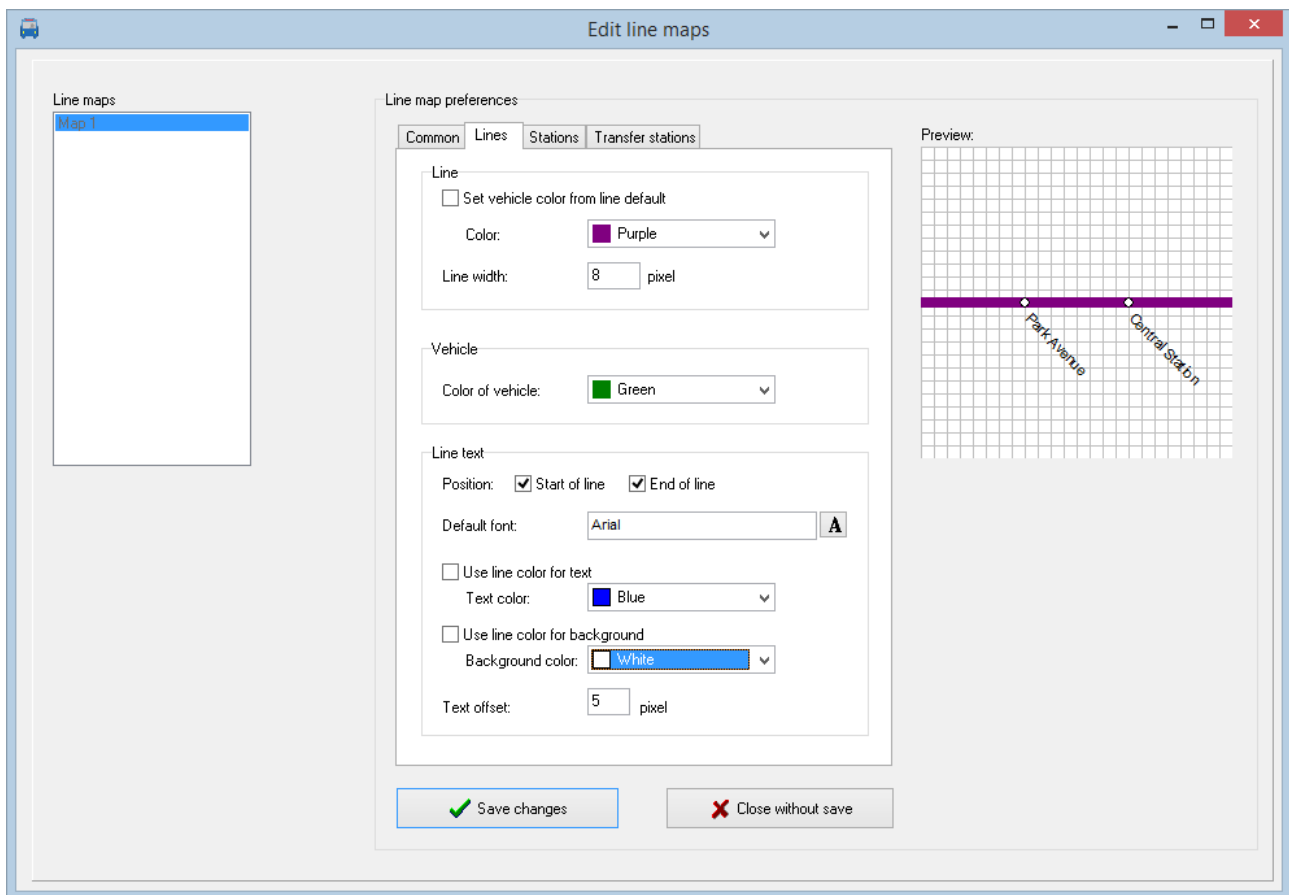 Edit line maps
Line maps
Map 1
Line map preferences
Common
Lines
Stations
Transfer stations
Line
Set vehicle color from line default
Color:
Purple
Line width:
8
pixel
Vehicle
Color of vehicle:
Green
Line text
Position:
Start of line
End of line
Default font:
Arial
A
Use line color for text
Text color:
Blue
Use line color for background
Background color:
White
Text offset:
5
pixel
Save changes
Close without save
Preview:
Park Avenue
Central Station